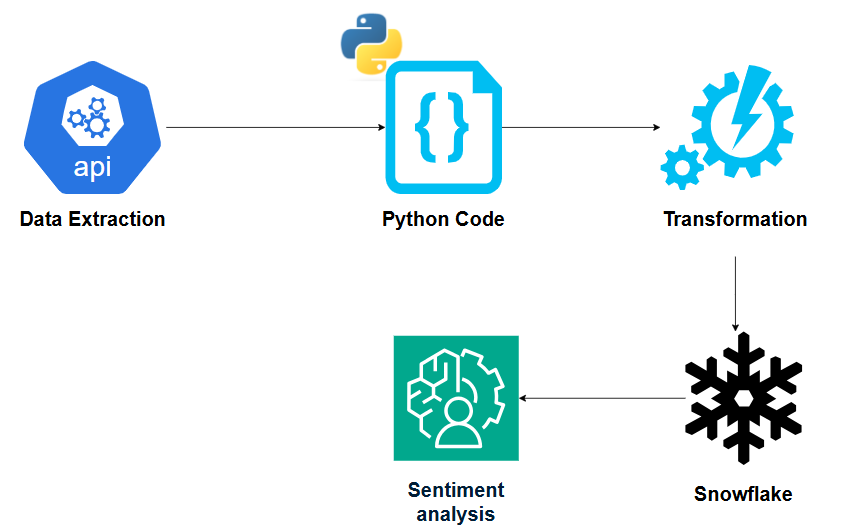 api
Data Extraction
Python Code
Transformation
Sentiment
analysis
Snowflake